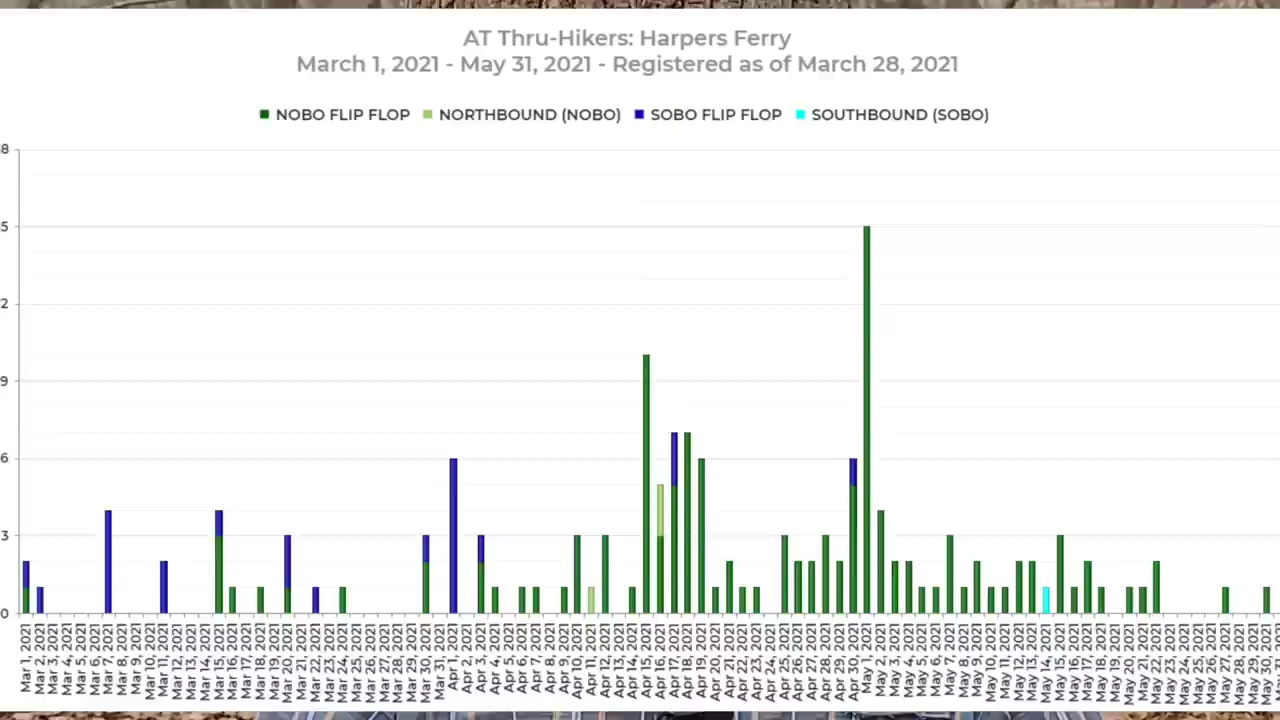 AT Thru-Hikers: Harpers Ferry
March 1, 2021 - May 31, 2021 - Registered as of March 28, 2021
NOBO FLIP FLOP NORTHBOUND (NOBO) SOBO FLIP FLOP SOUTHBOUND (SOBO)
8
5
2
9
6
3
0
Mar 1, 2021
Mar 2, 2021
Mar 3, 2021
Mar 4, 2021
Mar 5, 2021
Mar 6, 2021
Mar 7, 2021
Mar 8, 2021
Mar 9, 2021
Mar 10, 2021
Mar 11, 2021
Mar 12, 2021
Mar 13, 2021
Mar 14, 2021
Mar 15, 2021
Mar 16, 2021
Mar 17, 2021
Mar 18, 2021
Mar 19, 2021
Mar 20, 2021
Mar 21, 2021
Mar 22, 2021
Mar 23, 2021
Mar 24, 2021
Mar 25, 2021
Mar 26, 2021
Mar 27, 2021
Mar 28, 2021
Mar 29, 2021
Mar 30, 2021
Mar 31, 2021
Apr 1, 2021
Apr 2, 2021
Apr 3, 2021
Apr 4, 2021
Apr 5, 2021
Apr 6, 2021
Apr 7, 2021
Apr 8, 2021
Apr 9, 2021
Apr 10, 2021
Apr 11, 2021
Apr 12, 2021
Apr 13, 2021
Apr 14, 2021
Apr 15, 2021
Apr 16, 2021
Apr 17, 2021
Apr 18, 2021
Apr 19, 2021
Apr 20, 2021
Apr 21, 2021
Apr 22, 2021
Apr 23, 2021
Apr 24, 2021
Apr 25, 2021
Apr 26, 2021
Apr 27, 2021
Apr 28, 2021
Apr 29, 2021
Apr 30, 2021
May 1, 2021
May 2, 2021
May 3, 2021
May 4, 2021
May 5, 2021
May 6, 2021
May 7, 2021
May 8, 2021
May 9, 2021
May 10, 2021
May 11, 2021
May 12, 2021
May 13, 2021
May 14, 2021
May 15, 2021
May 16, 2021
May 17, 2021
May 18, 2021
May 19, 2021
May 20, 2021
May 21, 2021
May 22, 2021
May 23, 2021
May 24, 2021
May 25, 2021
May 26, 2021
May 27, 2021
May 28, 2021
May 29, 2021
May 30, 2021